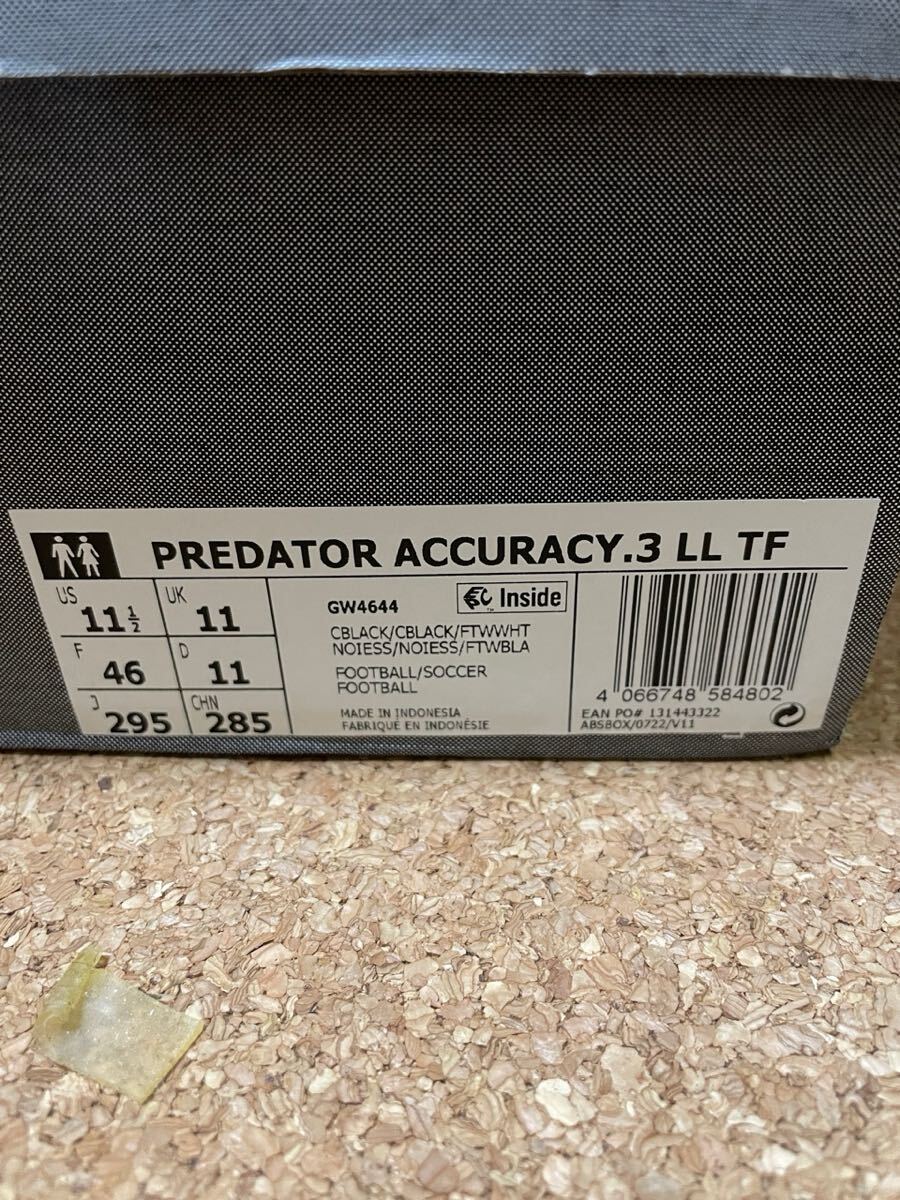 PREDATOR ACCURACY.3 LL TF
US 11 1/2 UK 11
F 46 D 11
J 295 CHN 285
GW4644
Inside
CBLACK/CBLACK/FTWWHT
NOIESS/NOIESS/FTWBLA
FOOTBALL/SOCCER
FOOTBALL
MADE IN INDONESIA
FABRIQUE EN INDONÉSIE
4 066748 584802
EAN PO# 131443322
ABSBOX/0722/V11